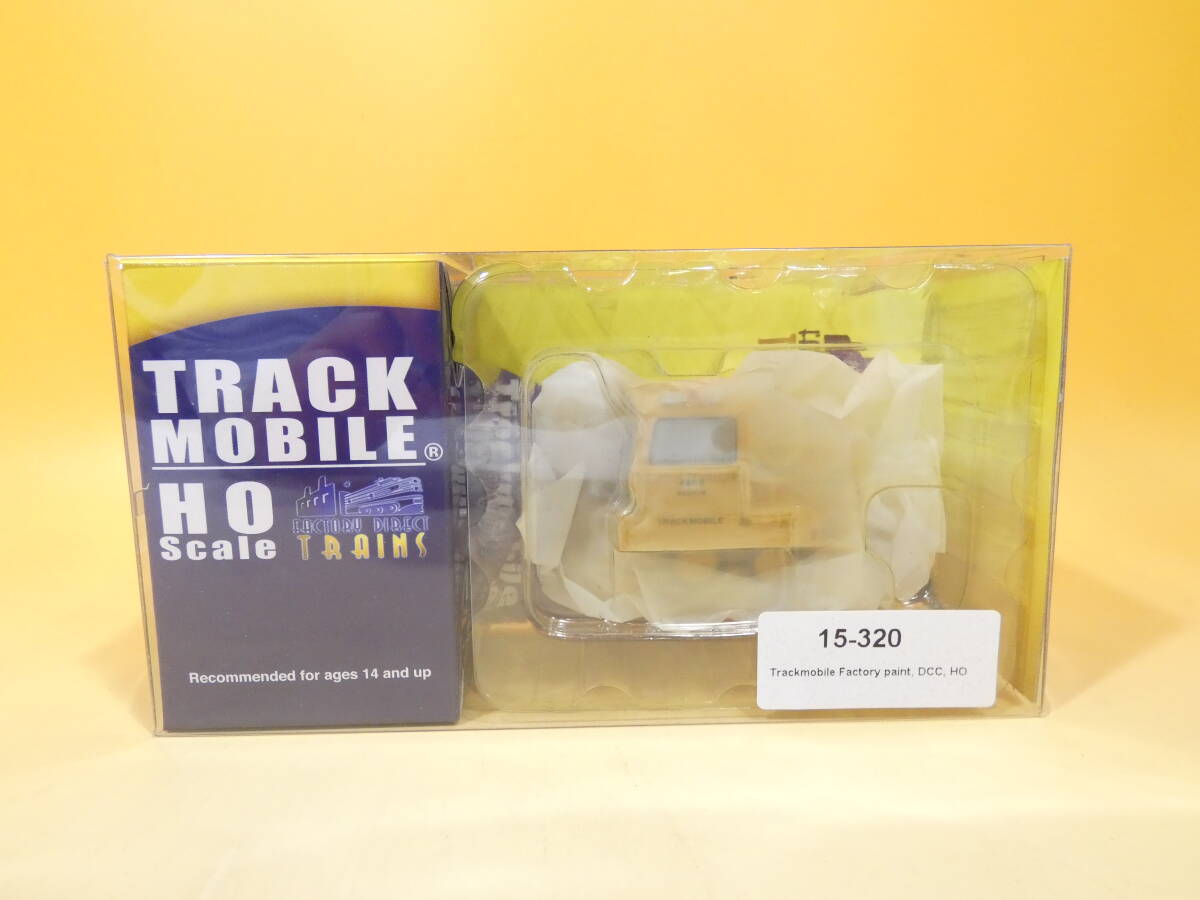 TRACK
MOBILE®
HO
Scale
FACTORY DIRECT
TRAINS
Recommended for ages 14 and up
TRACKMOBILE
15-320
Trackmobile Factory paint, DCC, HO